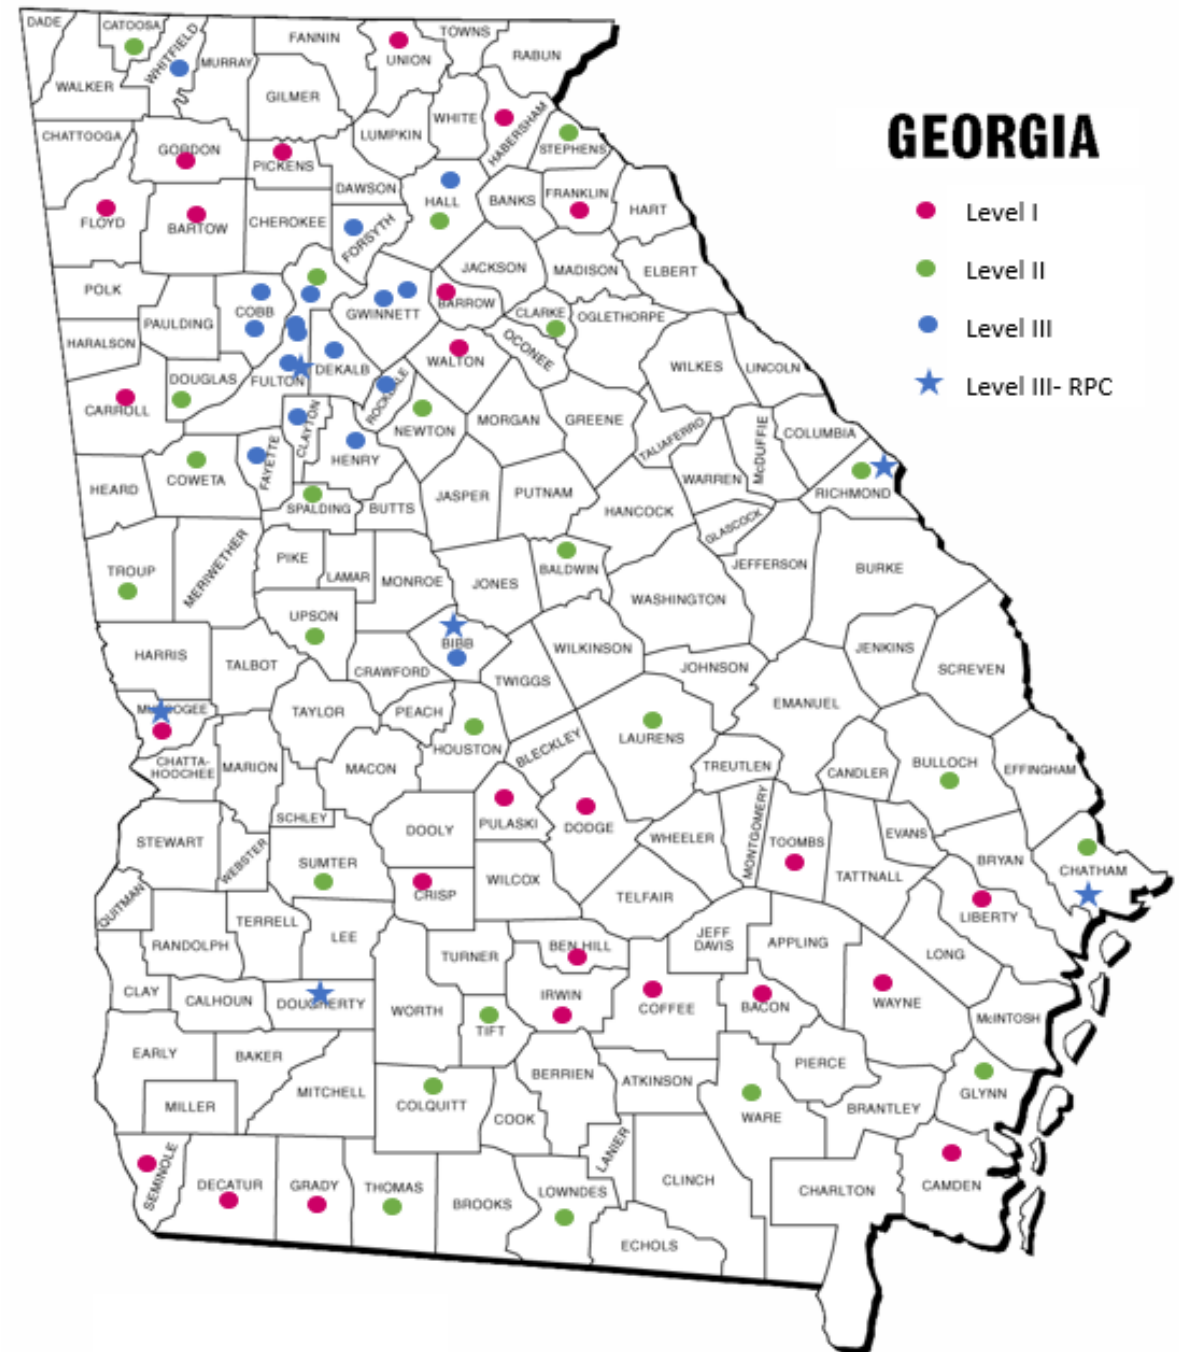 DADE
CATOOSA
WHITFIELD
MURRAY
FANNIN
UNION
TOWNS
RABUN
WALKER
GILMER
LUMPKIN
WHITE
HABERSHAM
STEPHENS
CHATTOOGA
GORDON
PICKENS
DAWSON
HALL
BANKS
FRANKLIN
HART
FLOYD
BARTOW
CHEROKEE
FORSYTH
JACKSON
MADISON
ELBERT
GEORGIA
Level I
Level II
Level III
Level III- RPC
POLK
PAULDING
COBB
GWINNETT
BARROW
CLARKE
OGLETHORPE
HARALSON
OCONEE
DOUGLAS
FULTON
DEKALB
WALTON
WILKES
LINCOLN
CARROLL
ROCKDALE
NEWTON
MORGAN
GREENE
TALIAFERRO
McDUFFIE
COLUMBIA
HEARD
COWETA
FAYETTE
CLAYTON
HENRY
SPALDING
BUTTS
JASPER
PUTNAM
HANCOCK
WARREN
GLASCOCK
RICHMOND
TROUP
MERIWETHER
PIKE
LAMAR
MONROE
JONES
BALDWIN
WASHINGTON
JEFFERSON
BURKE
UPSON
HARRIS
TALBOT
CRAWFORD
BIBB
TWIGGS
WILKINSON
JOHNSON
JENKINS
SCREVEN
EMANUEL
MUSCOGEE
TAYLOR
PEACH
HOUSTON
BLECKLEY
LAURENS
TREUTLEN
CANDLER
BULLOCH
EFFINGHAM
CHATTA-
HOOCHEE
MARION
MACON
SCHLEY
DOOLY
PULASKI
DODGE
WHEELER
MONTGOMERY
TOOMBS
EVANS
BRYAN
CHATHAM
STEWART
WEBSTER
SUMTER
CRISP
WILCOX
TELFAIR
TATTNALL
LIBERTY
QUITMAN
RANDOLPH
TERRELL
LEE
TURNER
BEN HILL
JEFF
DAVIS
APPLING
LONG
CLAY
CALHOUN
DOUGHERTY
WORTH
TIFT
IRWIN
COFFEE
BACON
WAYNE
McINTOSH
EARLY
BAKER
MITCHELL
COLQUITT
BERRIEN
ATKINSON
PIERCE
GLYNN
MILLER
COOK
WARE
BRANTLEY
SEMINOLE
DECATUR
GRADY
THOMAS
BROOKS
LOWNDES
LANIER
CLINCH
CHARLTON
CAMDEN
ECHOLS